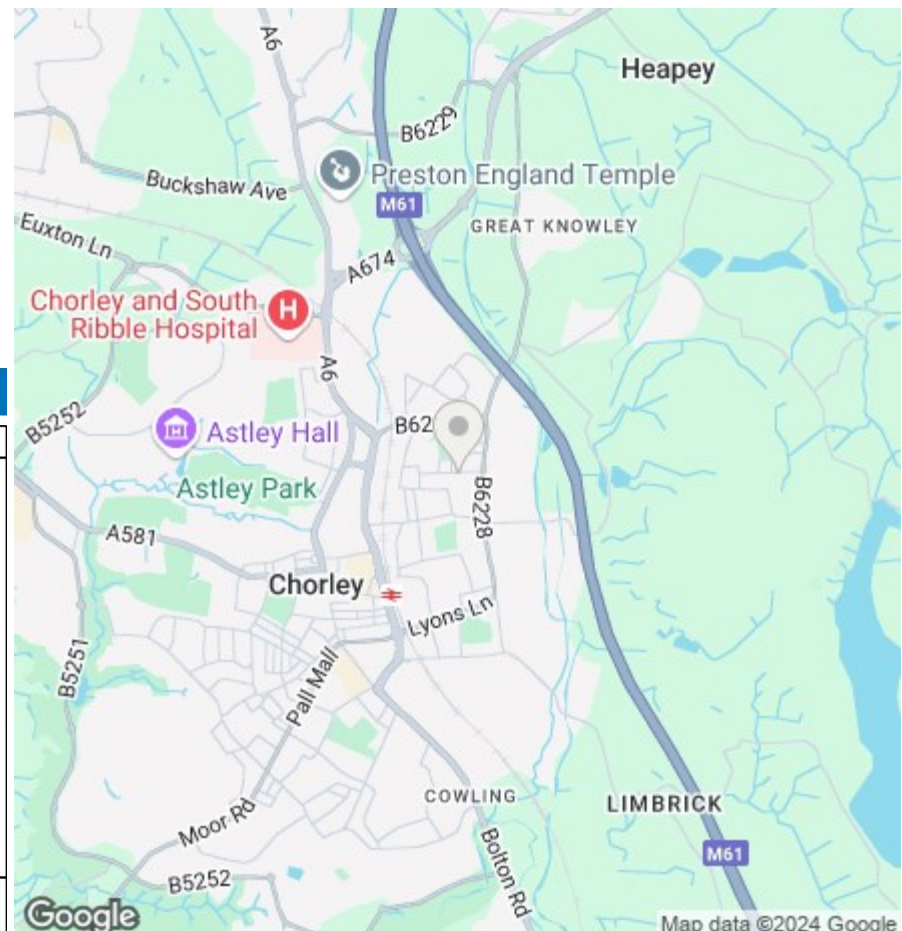 A6
Heapey
B6229
Preston England Temple
Buckshaw Ave
M61
GREAT KNOWLEY
Euxton Ln
A674
Chorley and South
Ribble Hospital
H
A6
B5252
Astley Hall
B62
Astley Park
B6228
A581
Chorley
Lyons Ln
B5251
Pall Mall
COWLING
LIMBRICK
Moor Rd
M61
Bolton Rd
B5252
Google
Map data ©2024 Google